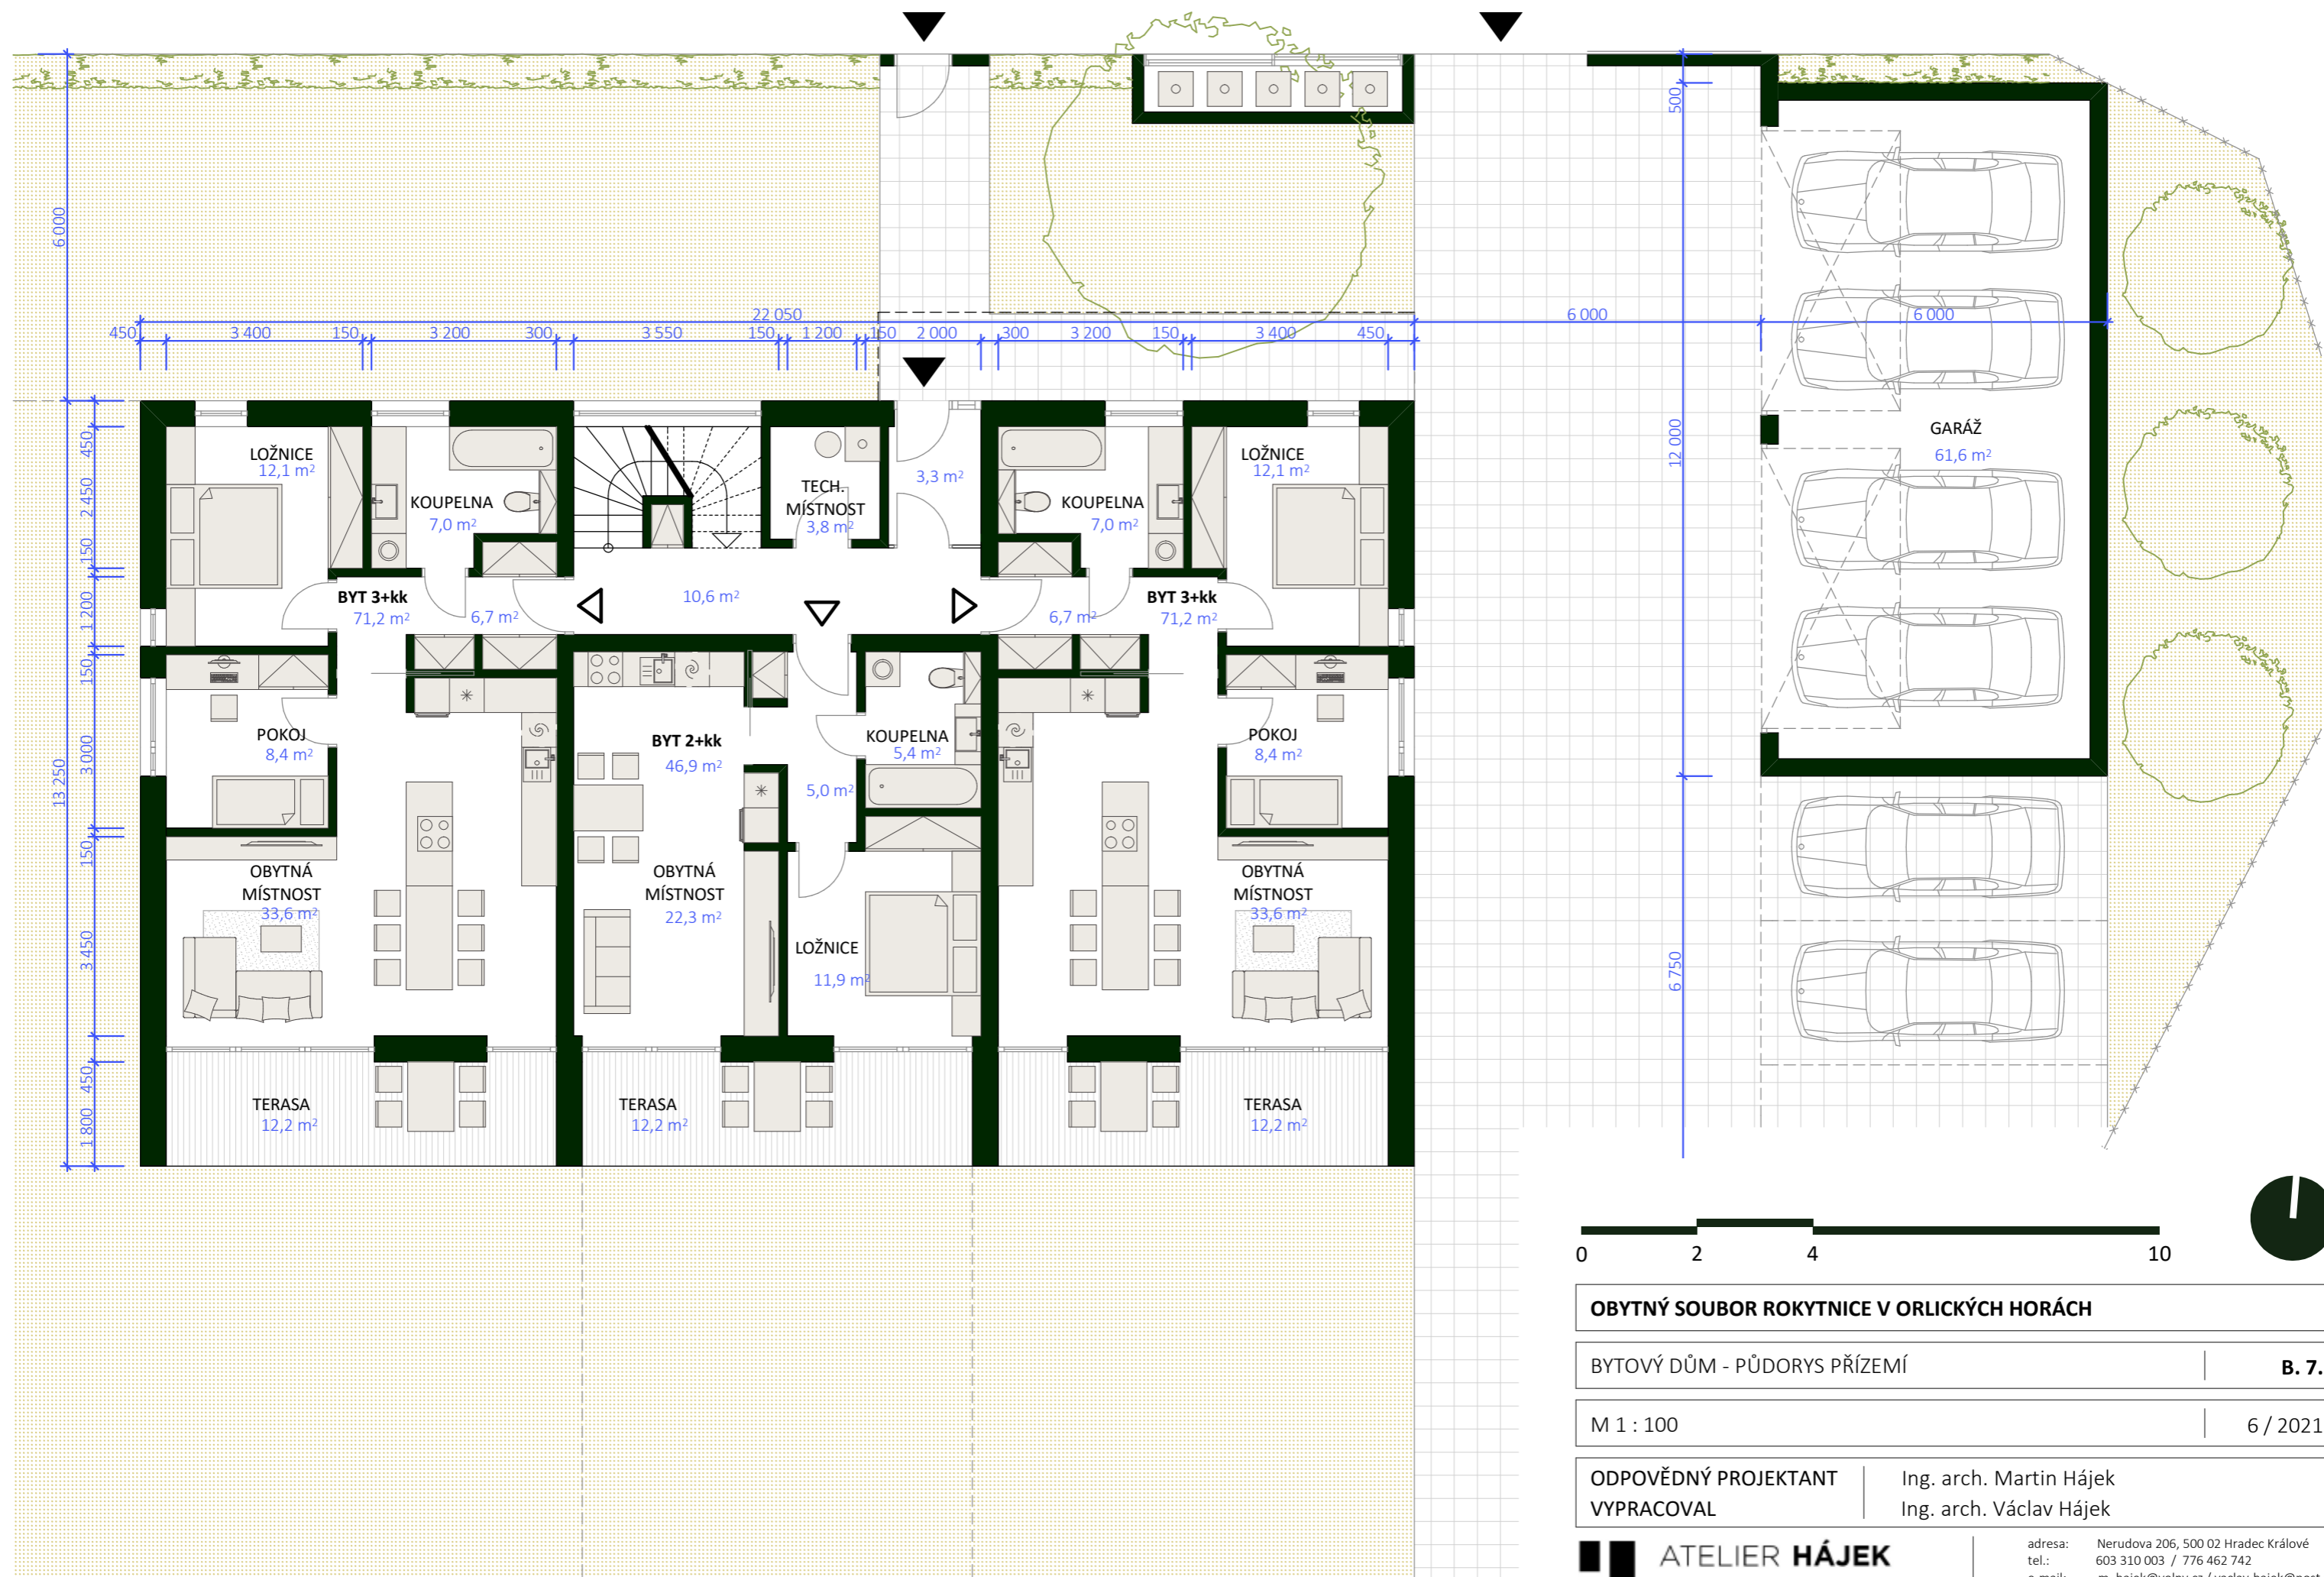 22 050
450
3 400
150
3 200
300
3 550
150
1 200
150
2 000
300
3 200
150
3 400
450
6 000
6 000
6 000
500
12 000
6 750
13 250
450
2 450
150
1 200
150
3 000
150
3 450
450
1 800
LOŽNICE
12,1 m²
KOUPELNA
7,0 m²
TECH.
MÍSTNOST
3,8 m²
3,3 m²
KOUPELNA
7,0 m²
LOŽNICE
12,1 m²
GARÁŽ
61,6 m²
BYT 3+kk
71,2 m²
6,7 m²
10,6 m²
6,7 m²
BYT 3+kk
71,2 m²
POKOJ
8,4 m²
BYT 2+kk
46,9 m²
KOUPELNA
5,4 m²
5,0 m²
POKOJ
8,4 m²
OBYTNÁ
MÍSTNOST
33,6 m²
OBYTNÁ
MÍSTNOST
22,3 m²
LOŽNICE
11,9 m²
OBYTNÁ
MÍSTNOST
33,6 m²
TERASA
12,2 m²
TERASA
12,2 m²
TERASA
12,2 m²
0 2 4 10
OBYTNÝ SOUBOR ROKYTNICE V ORLICKÝCH HORÁCH
BYTOVÝ DŮM - PŮDORYS PŘÍZEMÍ B. 7.
M 1 : 100 6 / 2021
ODPOVĚDNÝ PROJEKTANT Ing. arch. Martin Hájek
VYPRACOVAL Ing. arch. Václav Hájek
ATELIER HÁJEK
adresa: Nerudova 206, 500 02 Hradec Králové
tel.: 603 310 003 / 776 462 742